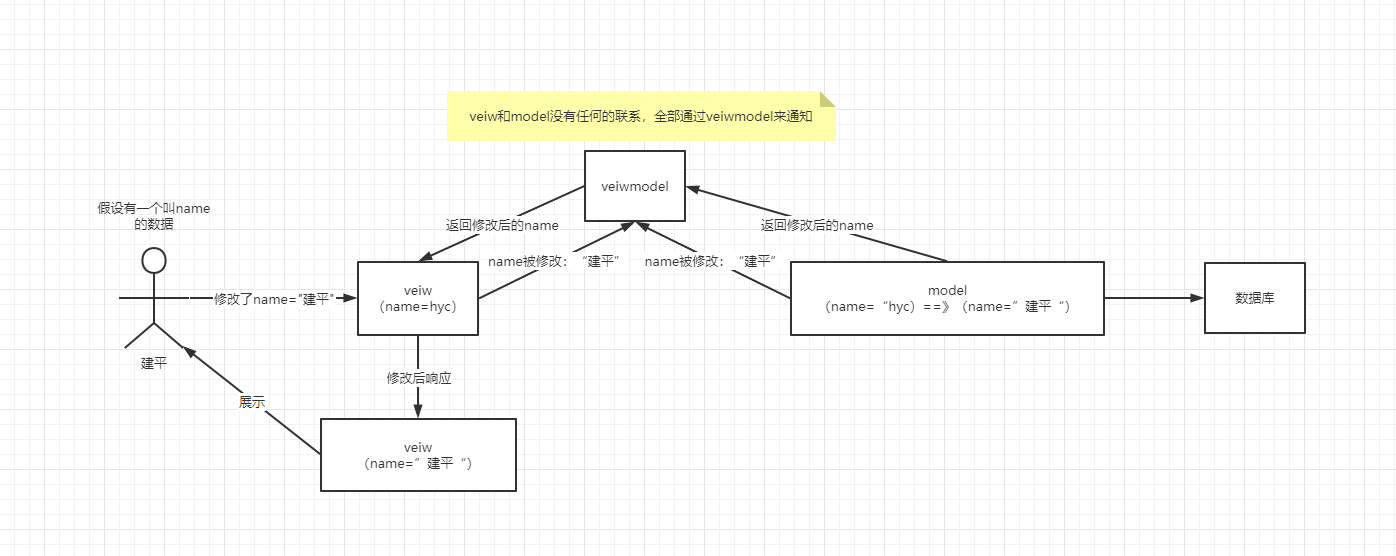 veiw和model没有任何的联系，全部通过veiwmodel来通知
veiwmodel
假设有一个叫name
的数据
返回修改后的name
返回修改后的name
name被修改：“建平”
name被修改：“建平”
修改了name="建平"
veiw
（name=hyc）
model
（name=“hyc）==》（name=”建平“）
数据库
建平
修改后响应
展示
veiw
（name=”建平“）